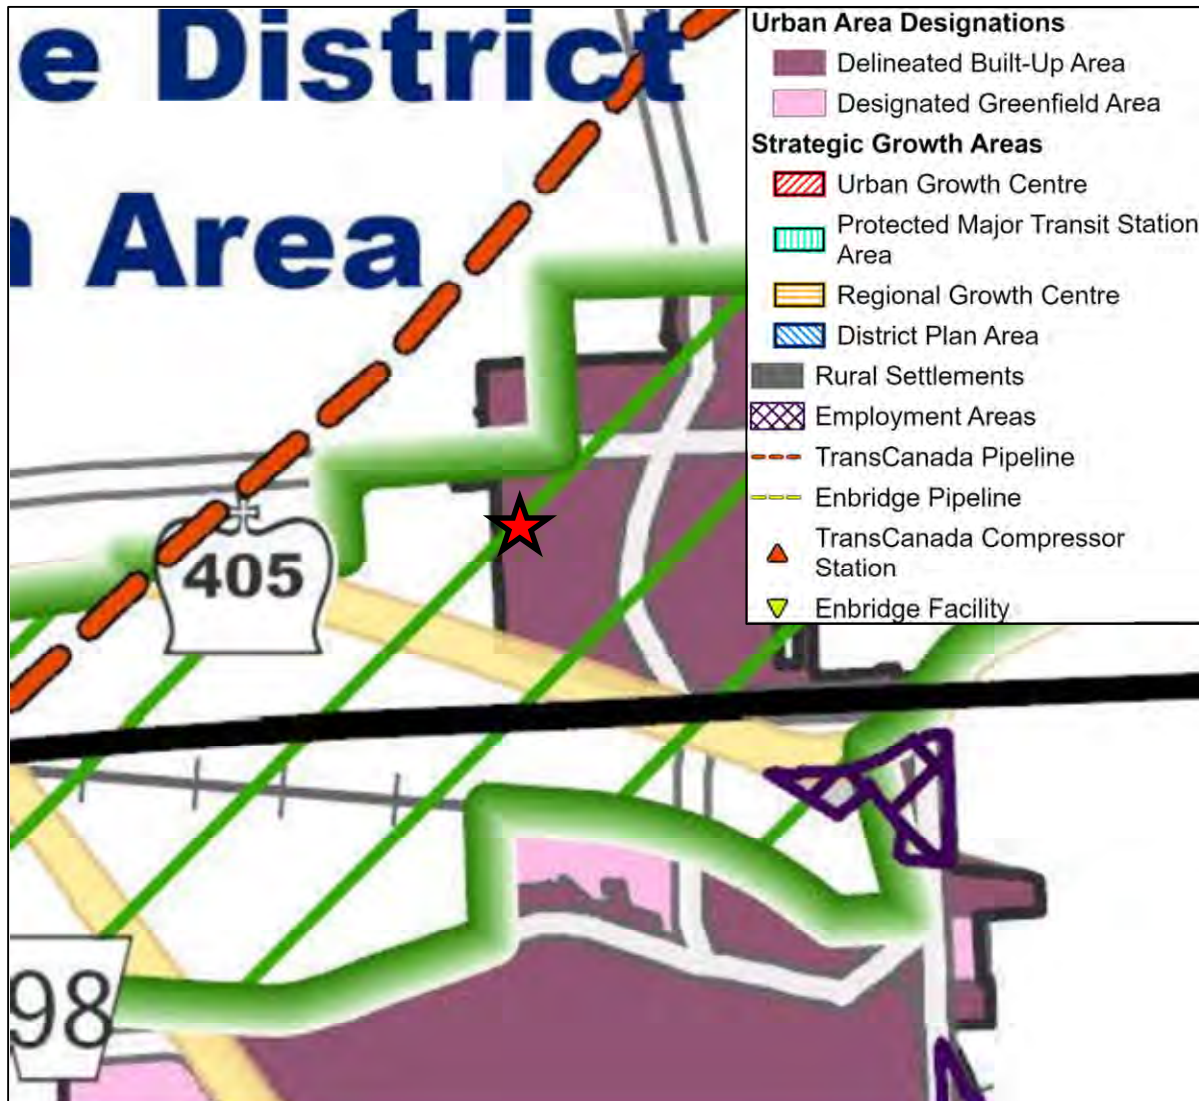 e District
n Area
405
98
Urban Area Designations
Delineated Built-Up Area
Designated Greenfield Area
Strategic Growth Areas
Urban Growth Centre
Protected Major Transit Station
Area
Regional Growth Centre
District Plan Area
Rural Settlements
Employment Areas
TransCanada Pipeline
Enbridge Pipeline
TransCanada Compressor
Station
Enbridge Facility